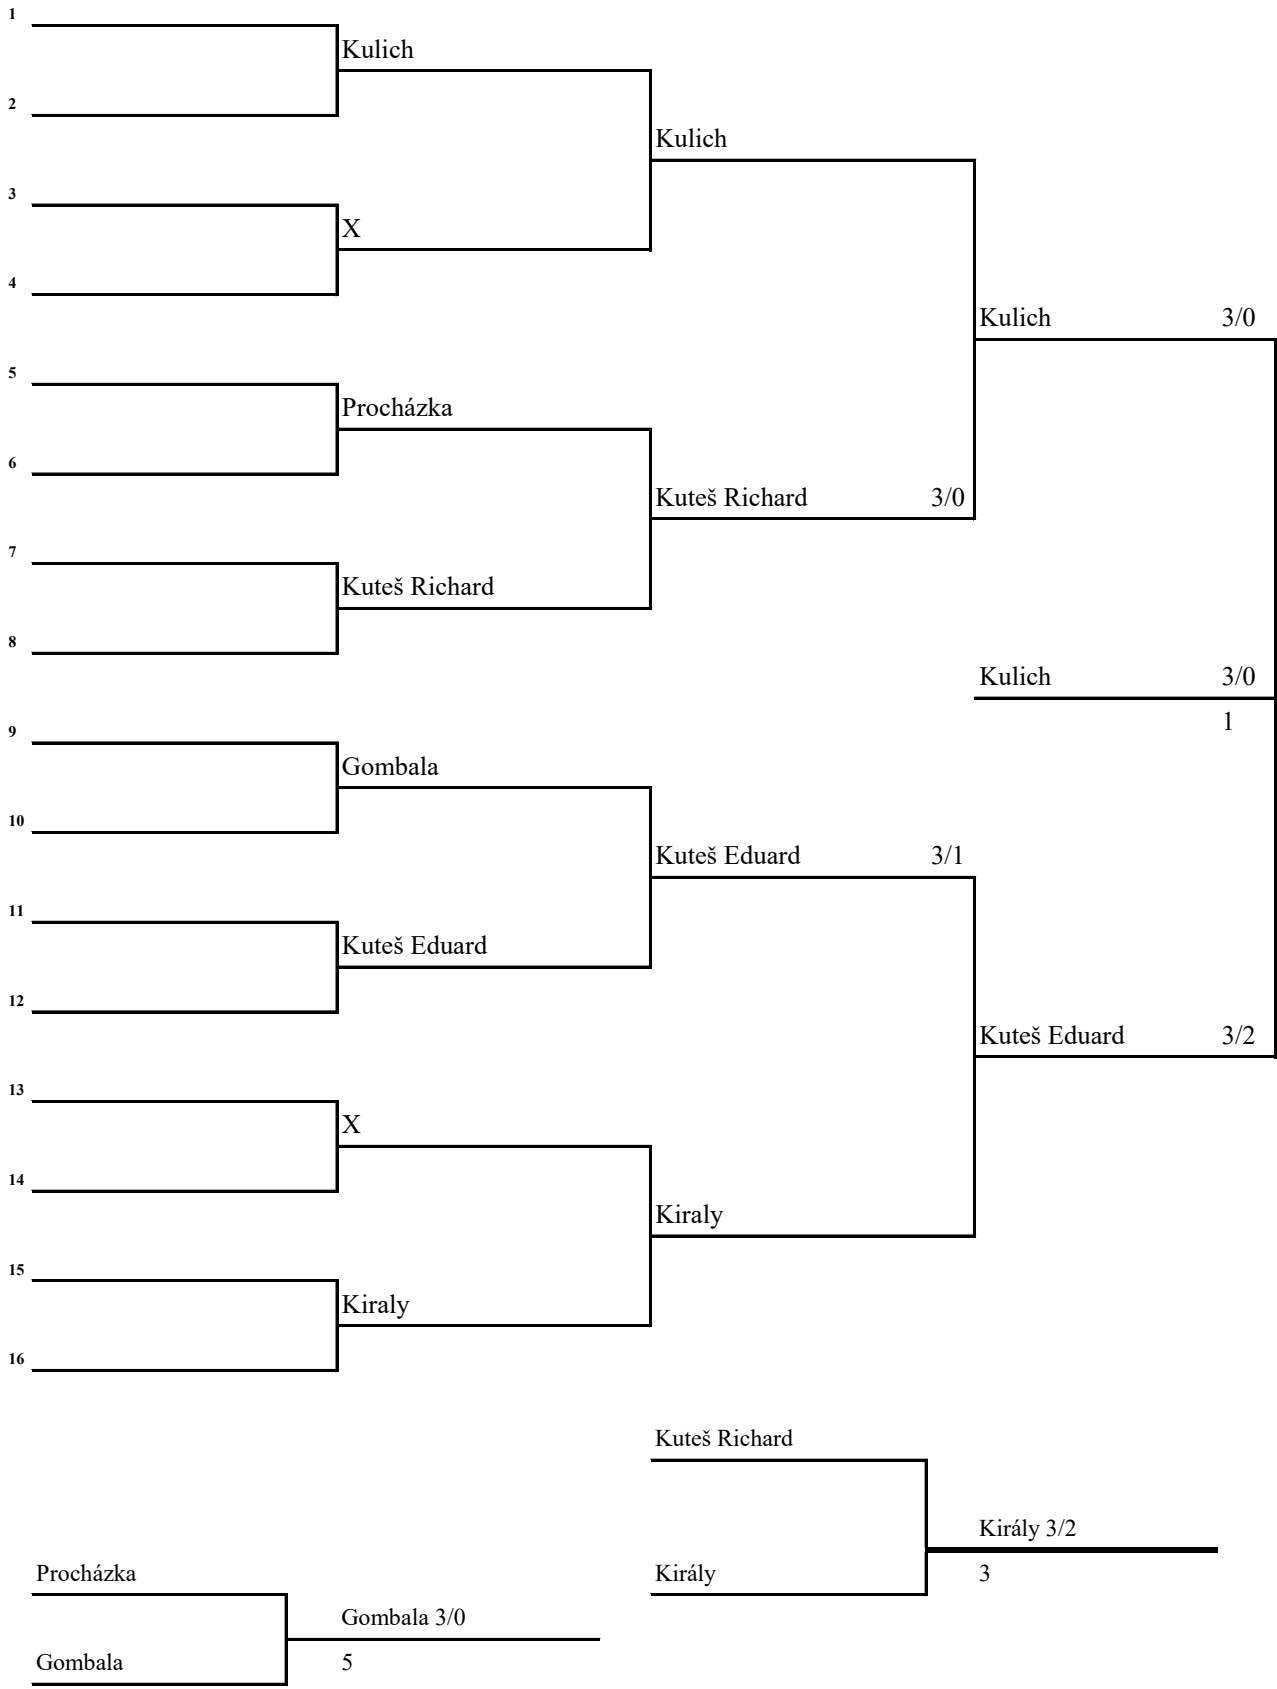 1
Kulich
2
Kulich
3
X
4
Kulich 3/0
5
Procházka
6
Kuteš Richard 3/0
7
Kuteš Richard
8
Kulich 3/0
1
9
Gombala
10
Kuteš Eduard 3/1
11
Kuteš Eduard
12
Kuteš Eduard 3/2
13
X
14
Kiraly
15
Kiraly
16
Kuteš Richard
Király 3/2
Procházka
Király
3
Gombala 3/0
Gombala
5